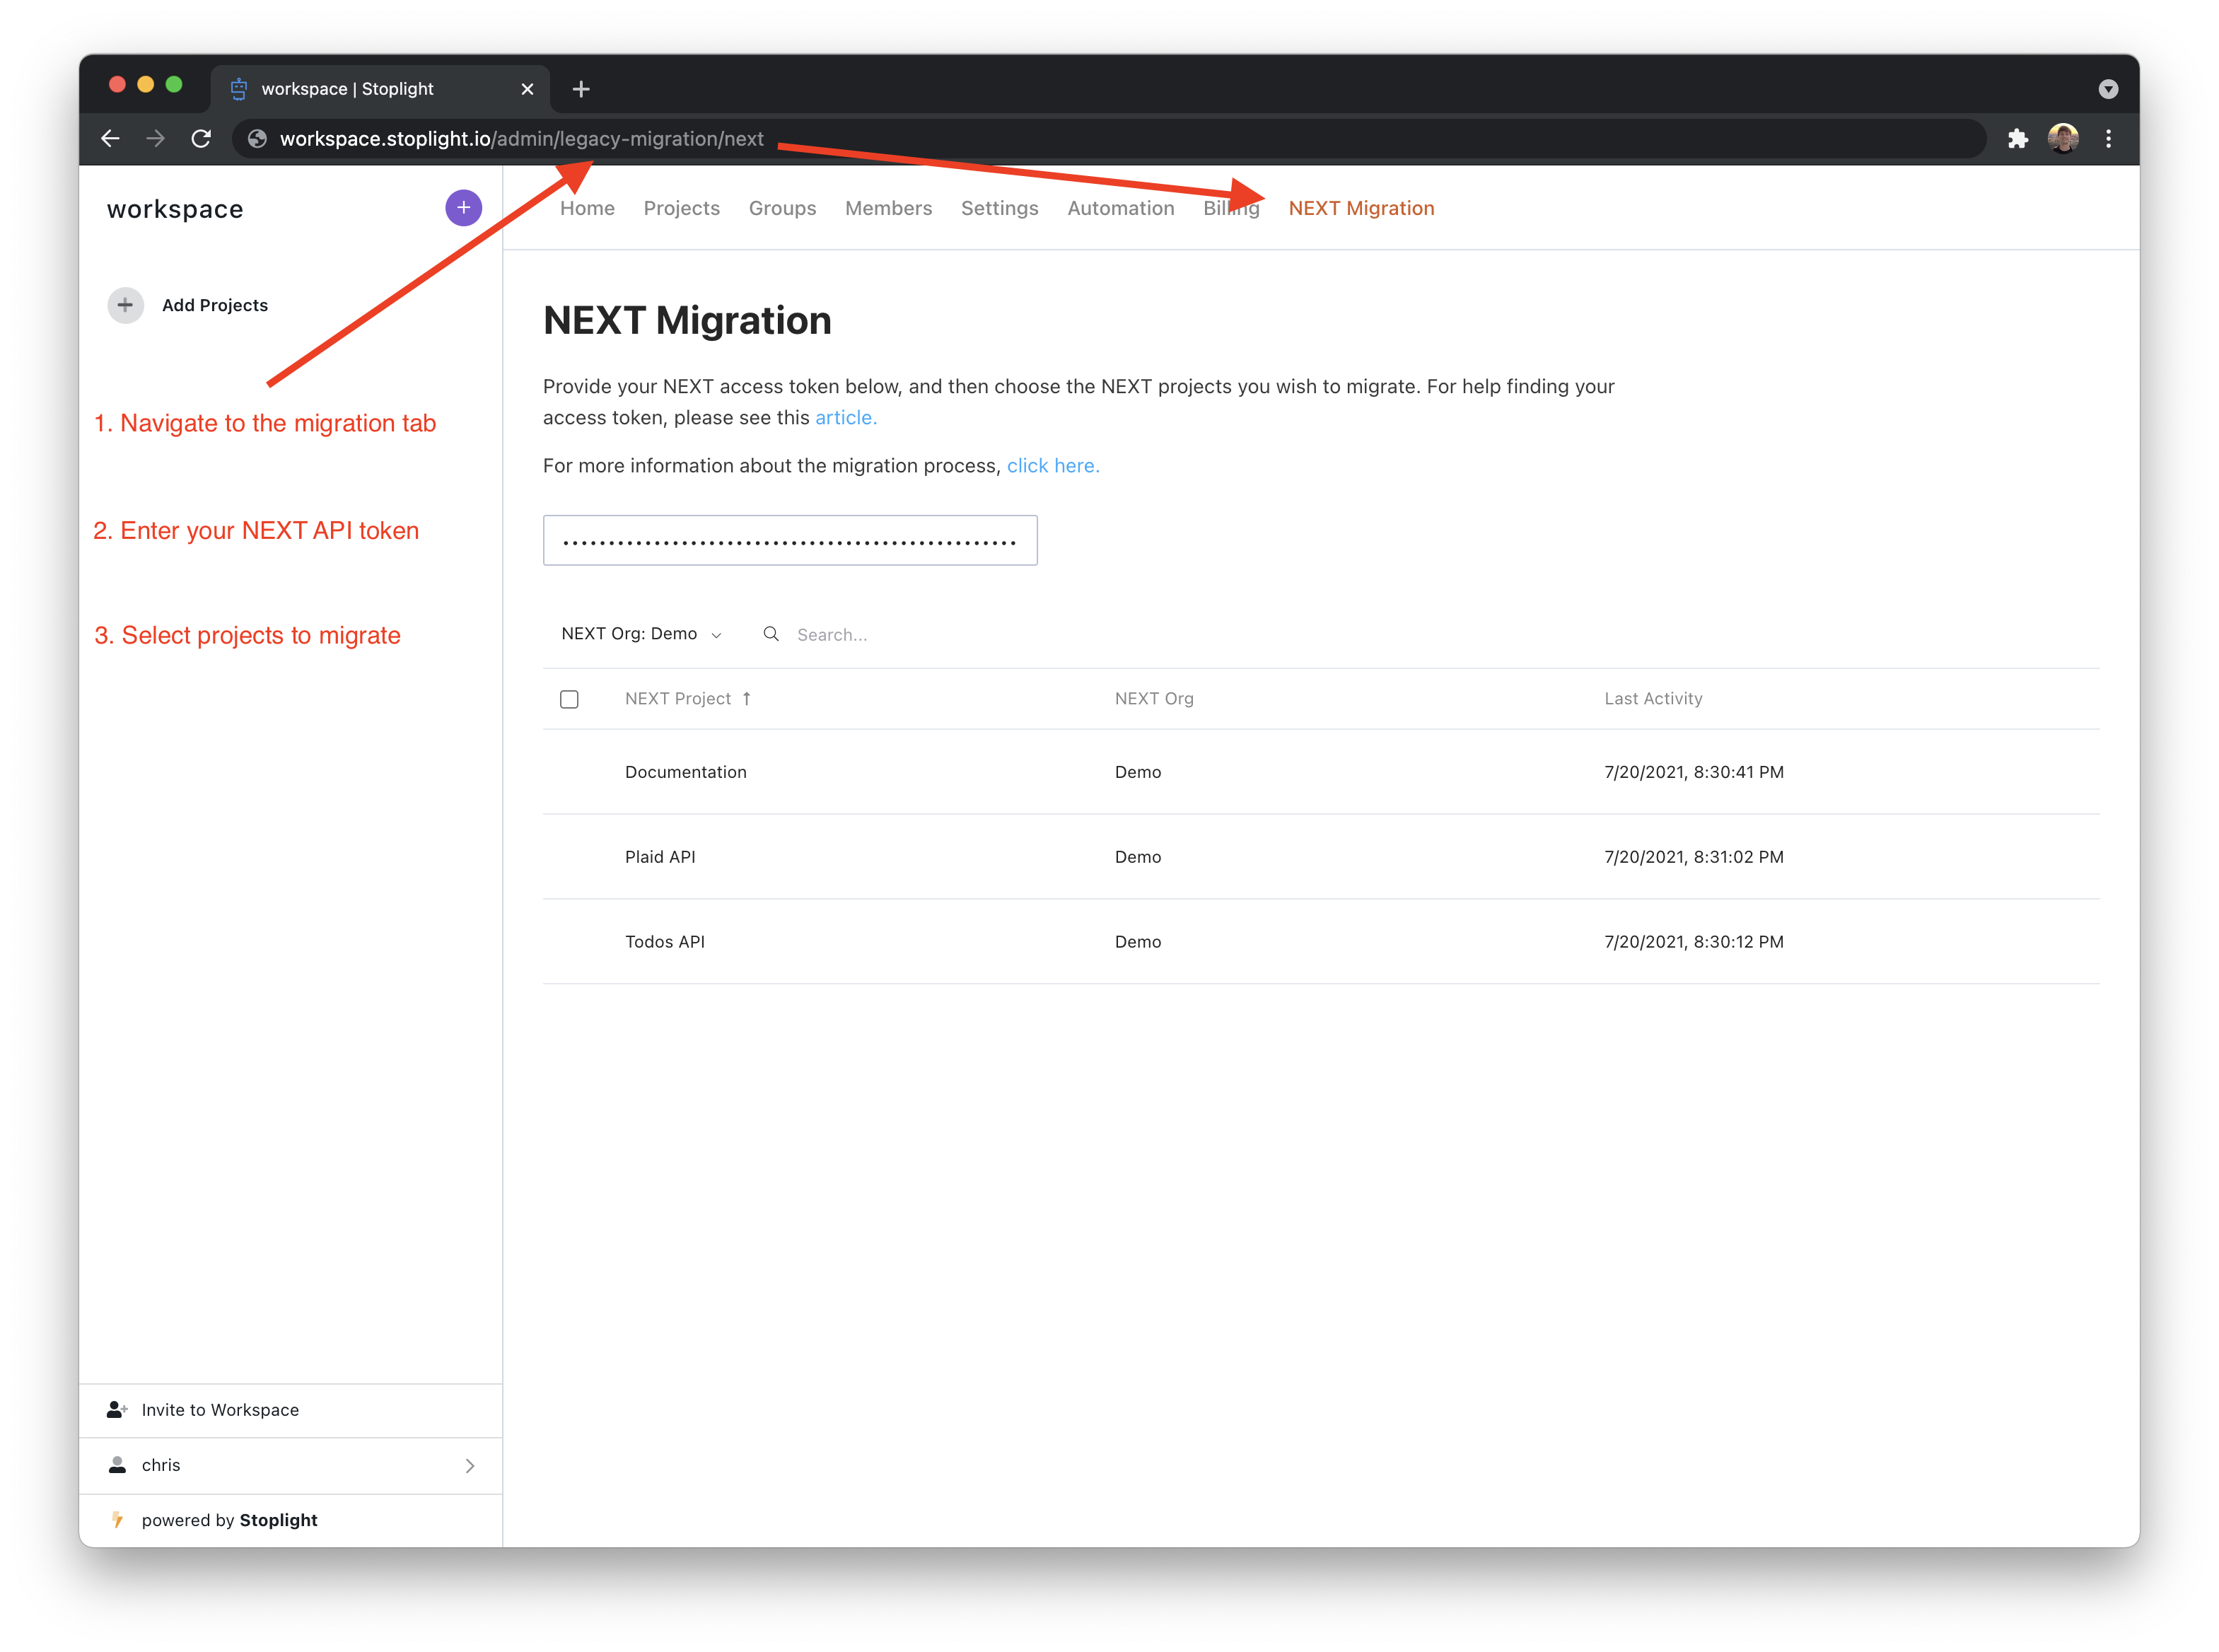 workspace | Stoplight
workspace.stoplight.io/admin/legacy-migration/next
workspace
Home Projects Groups Members Settings Automation Billing NEXT Migration
Add Projects
NEXT Migration
Provide your NEXT access token below, and then choose the NEXT projects you wish to migrate. For help finding your
access token, please see this article.
For more information about the migration process, click here.
1. Navigate to the migration tab
2. Enter your NEXT API token
3. Select projects to migrate
NEXT Org: Demo Search...
NEXT Project ↑ NEXT Org Last Activity
Documentation Demo 7/20/2021, 8:30:41 PM
Plaid API Demo 7/20/2021, 8:31:02 PM
Todos API Demo 7/20/2021, 8:30:12 PM
Invite to Workspace
chris
powered by Stoplight